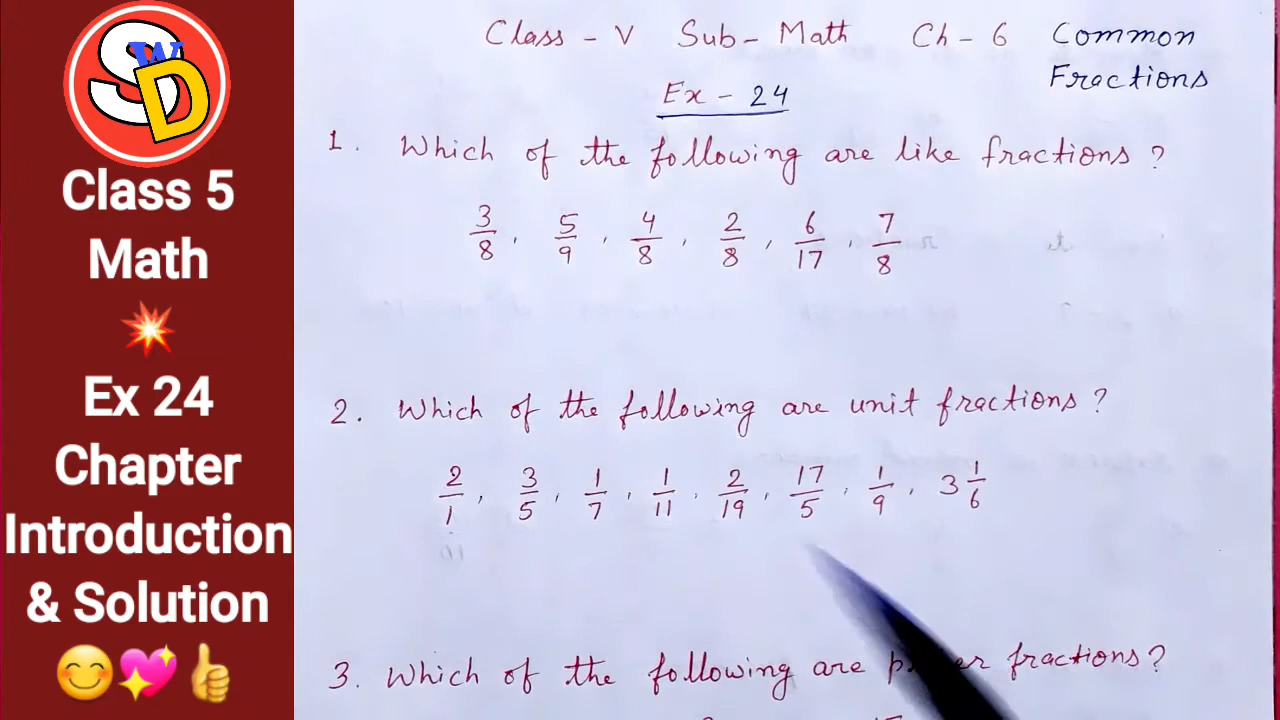 SWD
Class 5
Math
Ex 24
Chapter
Introduction
& Solution
Class - V Sub - Math Ch - 6 Common
Fractions
Ex - 24
1. Which of the following are like fractions ?
3/8, 5/9, 4/8, 2/8, 6/17, 7/8
2. Which of the following are unit fractions ?
2/1, 3/5, 1/7, 1/11, 2/19, 17/5, 1/9, 3 1/6
3. Which of the following are fractions ?